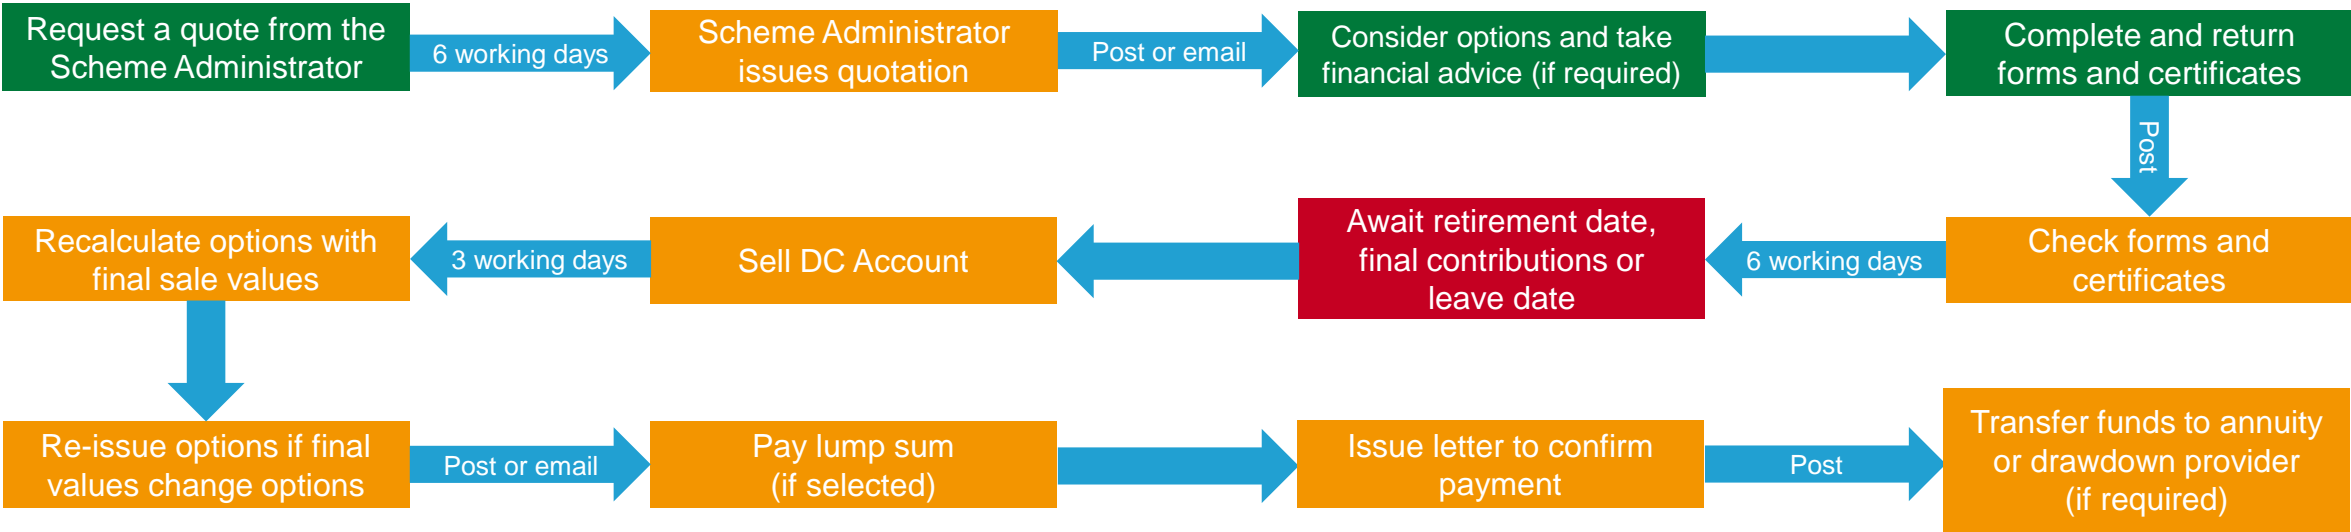 Request a quote from the
Scheme Administrator
6 working days
Scheme Administrator
issues quotation
Post or email
Consider options and take
financial advice (if required)
Complete and return
forms and certificates
Post
Check forms and
certificates
6 working days
Await retirement date,
final contributions or
leave date
Sell DC Account
3 working days
Recalculate options with
final sale values
Re-issue options if final
values change options
Post or email
Pay lump sum
(if selected)
Issue letter to confirm
payment
Post
Transfer funds to annuity
or drawdown provider
(if required)